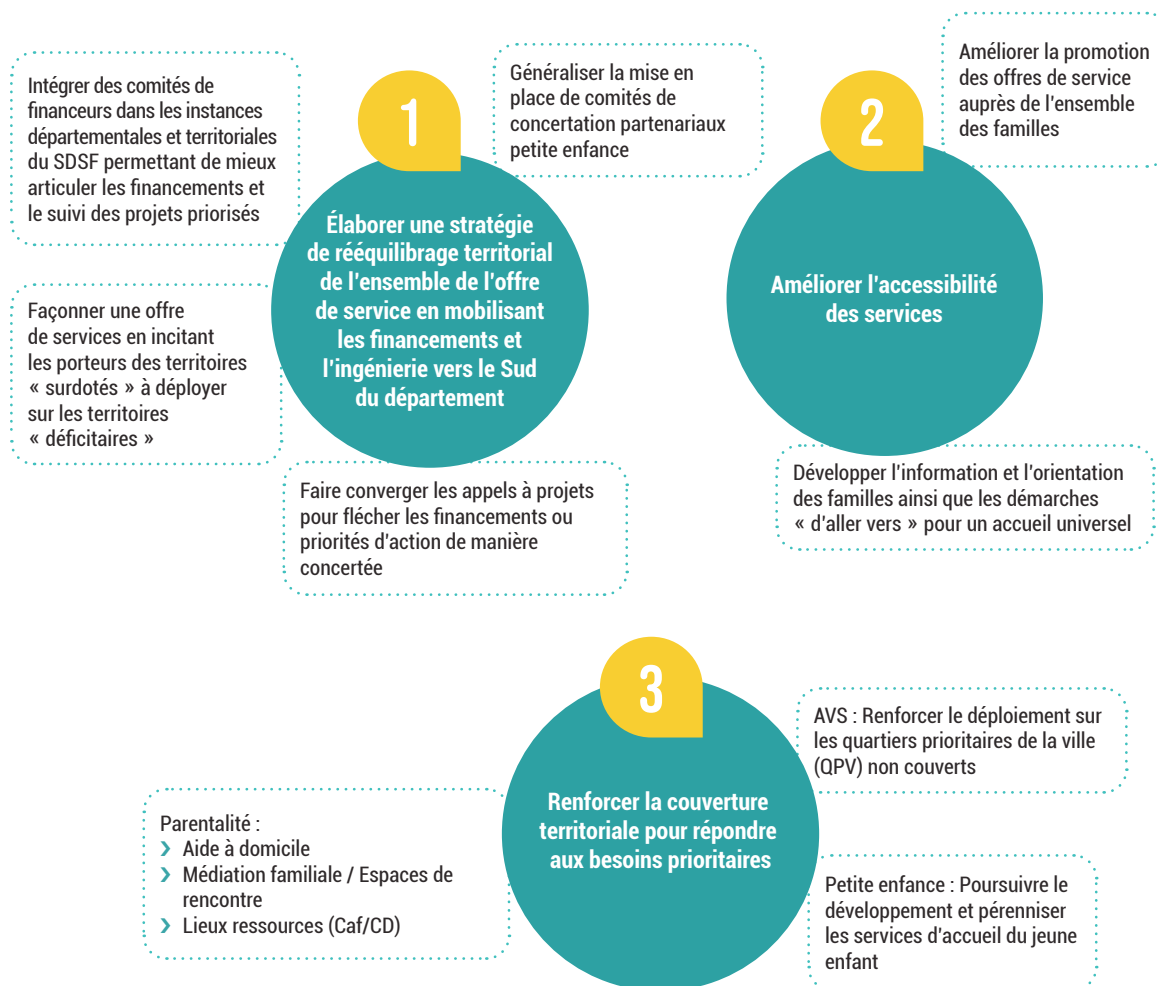 Intégrer des comités de
financeurs dans les instances
départementales et territoriales
du SDSF permettant de mieux
articuler les financements et
le suivi des projets priorisés
1
Généraliser la mise en
place de comités de
concertation partenariaux
petite enfance
Élaborer une stratégie
de rééquilibrage territorial
de l'ensemble de l'offre
de service en mobilisant
les financements et
l'ingénierie vers le Sud
du département
Façonner une offre
de services en incitant
les porteurs des territoires
« surdotés » à déployer
sur les territoires
« déficitaires »
Faire converger les appels à projets
pour flécher les financements ou
priorités d'action de manière
concertée
2
Améliorer la promotion
des offres de service
auprès de l'ensemble
des familles
Améliorer l'accessibilité
des services
Développer l'information et l'orientation
des familles ainsi que les démarches
« d'aller vers » pour un accueil universel
3
Renforcer la couverture
territoriale pour répondre
aux besoins prioritaires
AVS : Renforcer le déploiement sur
les quartiers prioritaires de la ville
(QPV) non couverts
Parentalité :
› Aide à domicile
› Médiation familiale / Espaces de
rencontre
› Lieux ressources (Caf/CD)
Petite enfance : Poursuivre le
développement et pérenniser
les services d'accueil du jeune
enfant